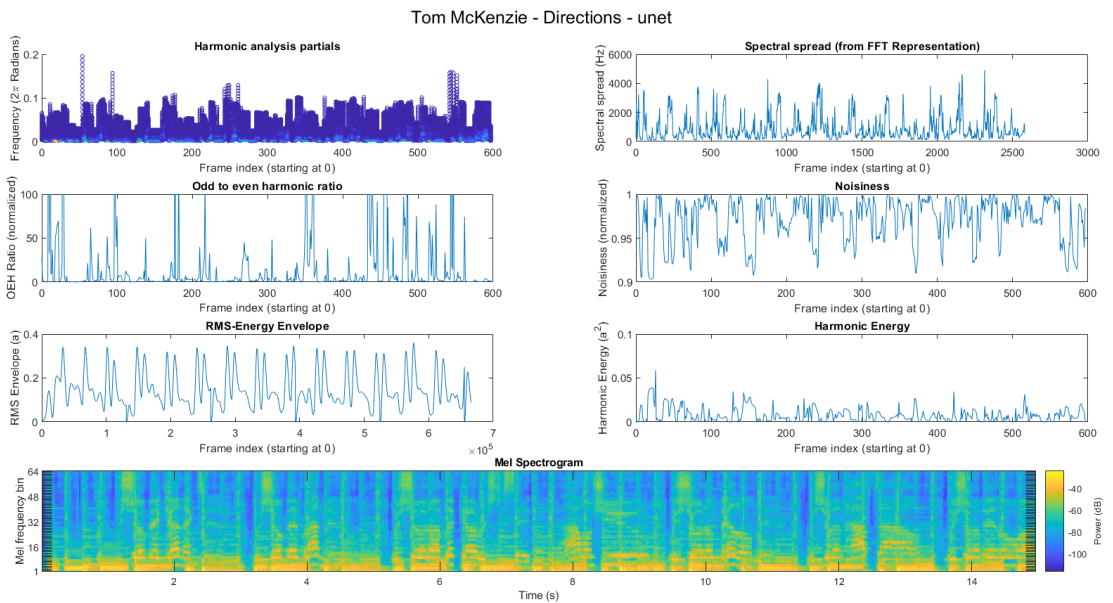 Tom McKenzie - Directions - unet
Harmonic analysis partials
Frequency (2π Radians)
0.2
0.1
0
0 100 200 300 400 500 600
Frame index (starting at 0)
Spectral spread (from FFT Representation)
Spectral spread (Hz)
6000
4000
2000
0
0 500 1000 1500 2000 2500 3000
Frame index (starting at 0)
Odd to even harmonic ratio
OEH Ratio (normalized)
100
50
0
0 100 200 300 400 500 600
Frame index (starting at 0)
Noisiness
Noisiness (normalized)
1
0.95
0.9
0 100 200 300 400 500 600
Frame index (starting at 0)
RMS-Energy Envelope
RMS Envelope (a)
0.4
0.2
0
0 1 2 3 4 5 6 7
Frame index (starting at 0)
×10⁵
Harmonic Energy
Harmonic Energy (a²)
0.1
0.05
0
0 100 200 300 400 500 600
Frame index (starting at 0)
Mel Spectrogram
Mel frequency bin
64
48
32
16
1
2 4 6 8 10 12 14
Time (s)
-40
-60
-80
-100
Power (dB)